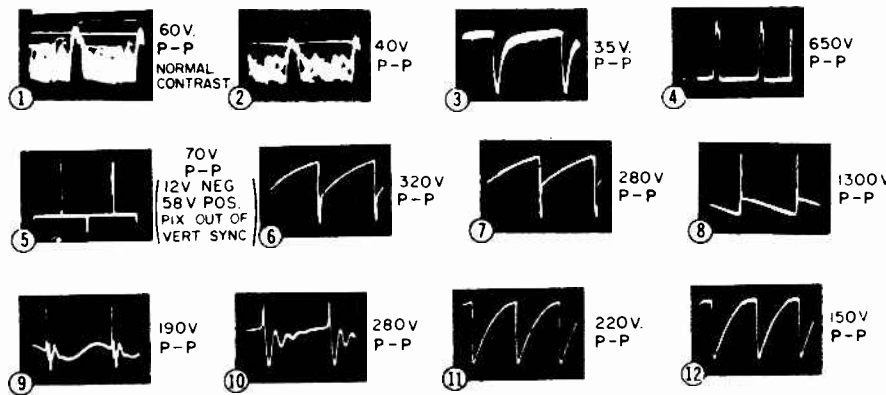 1
60V.
P-P
NORMAL
CONTRAST
2
40V
P-P
3
35V.
P-P
4
650V
P-P
5
70V
P-P
(12V NEG
58V POS.
PIX OUT OF
VERT SYNC)
6
320V
P-P
7
280V
P-P
8
1300V
P-P
9
190V
P-P
10
280V
P-P
11
220V.
P-P
12
150V
P-P